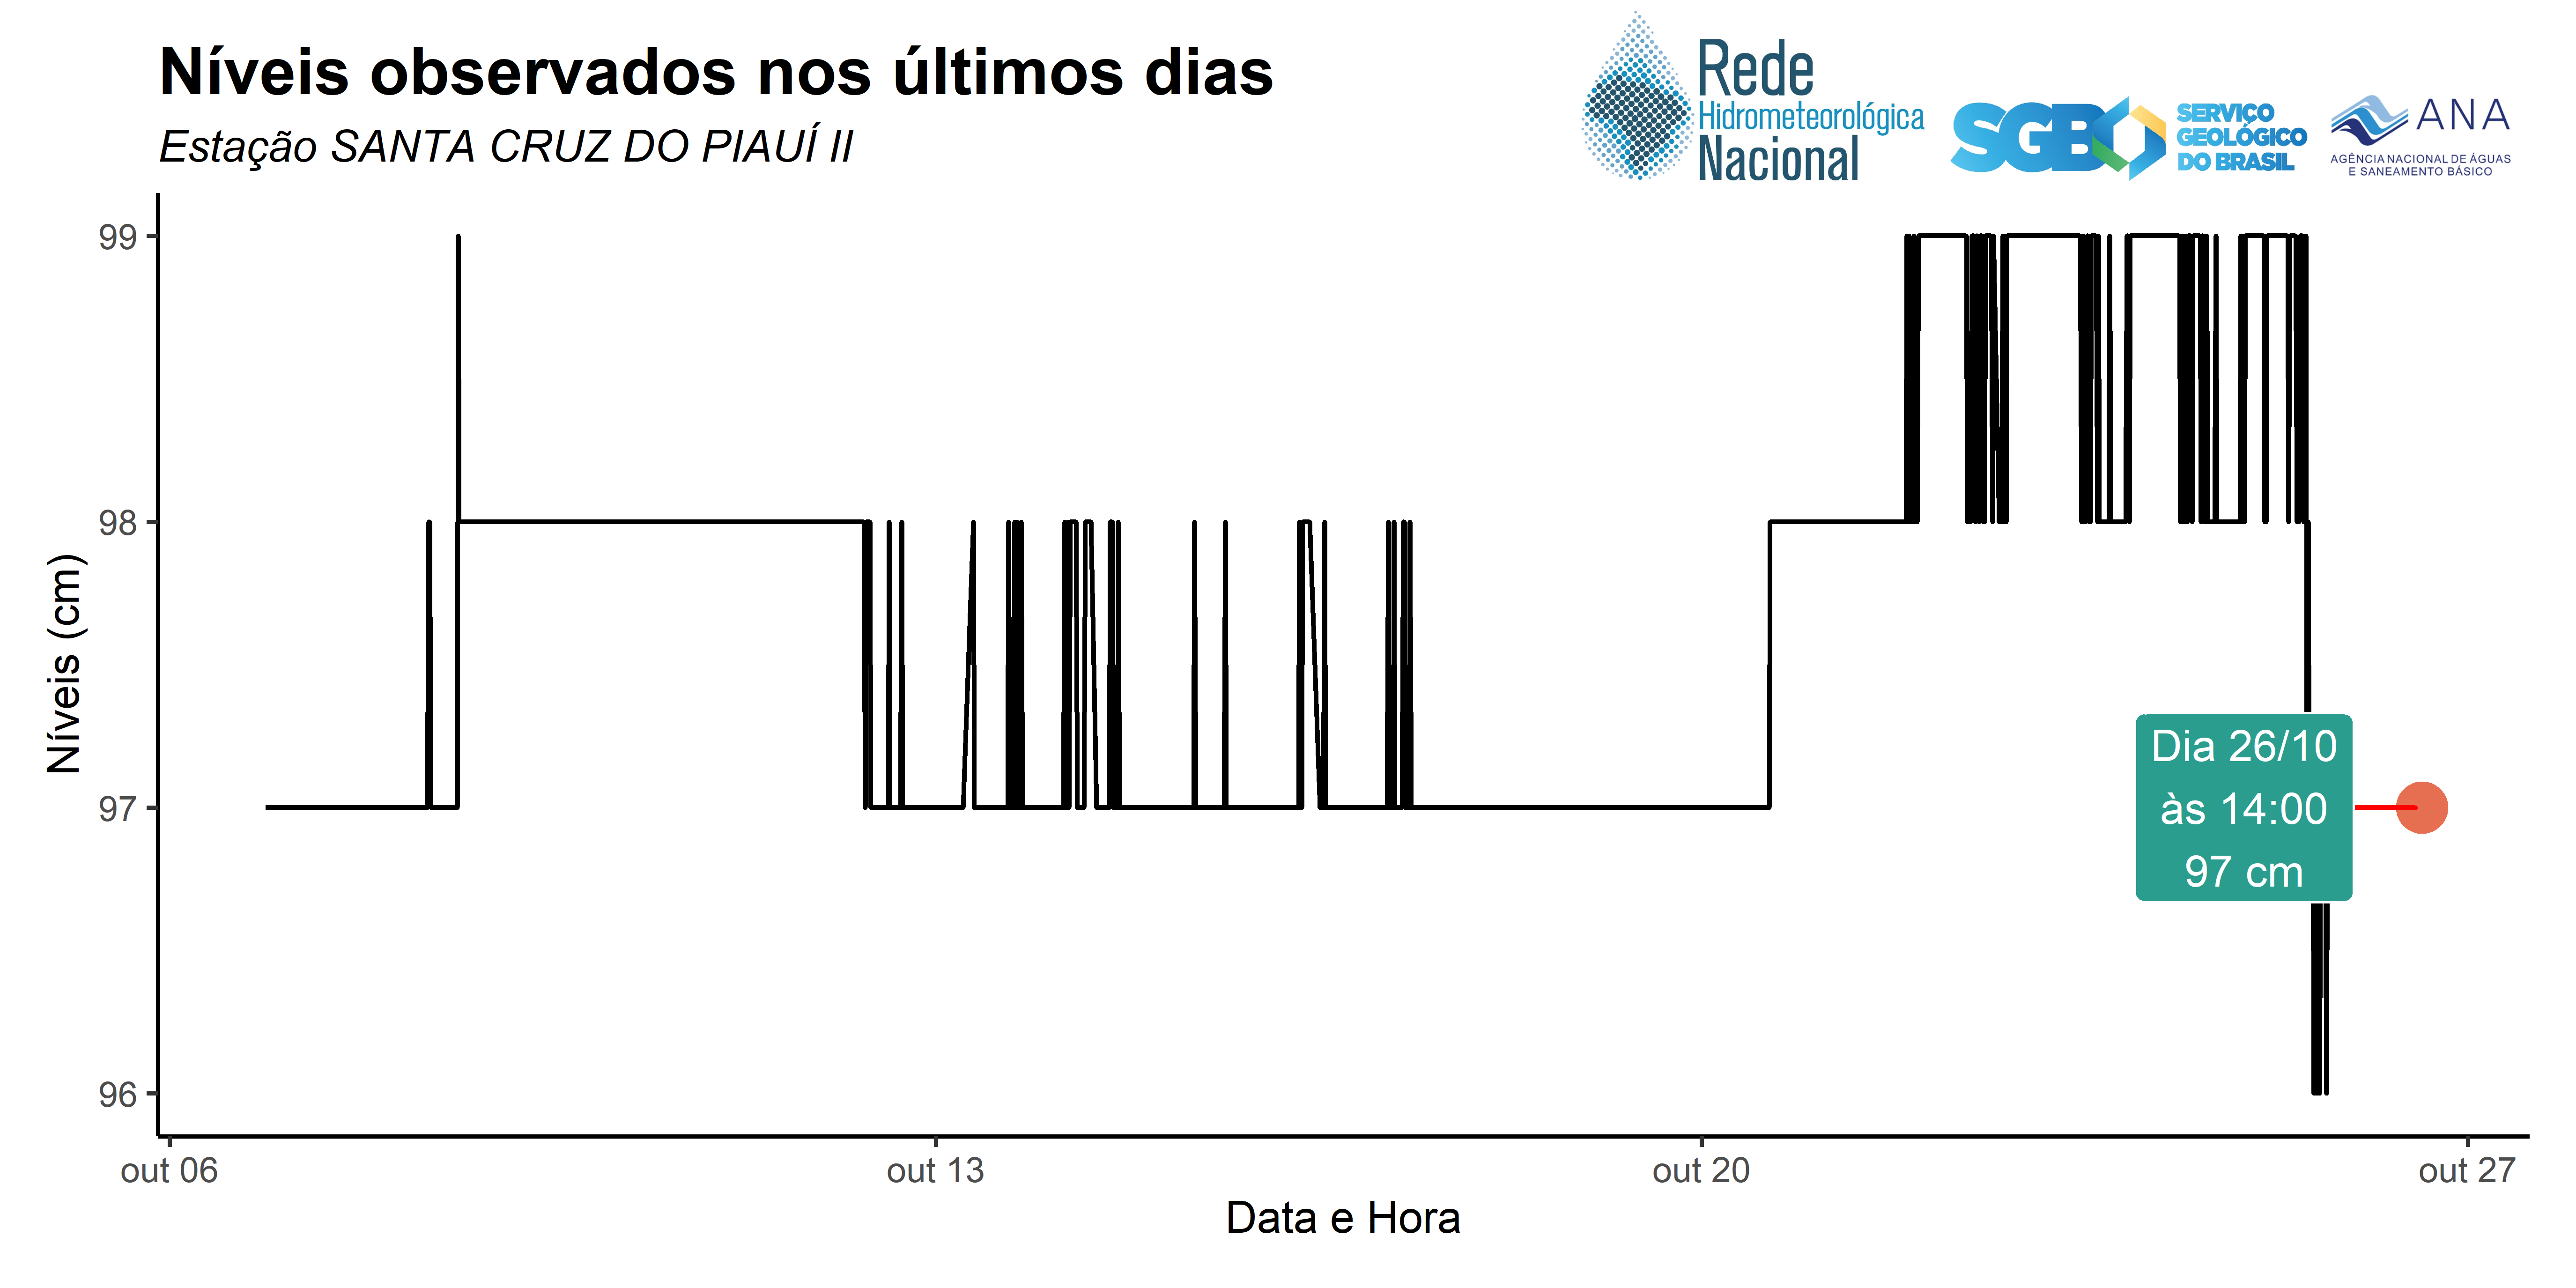 Níveis observados nos últimos dias
Estação SANTA CRUZ DO PIAUÍ II
Rede
Hidrometeorológica
Nacional
SGB
SERVIÇO
GEOLÓGICO
DO BRASIL
ANA
AGÊNCIA NACIONAL DE ÁGUAS
E SANEAMENTO BÁSICO
Níveis (cm)
99
98
97
96
Dia 26/10
às 14:00
97 cm
out 06
out 13
out 20
out 27
Data e Hora